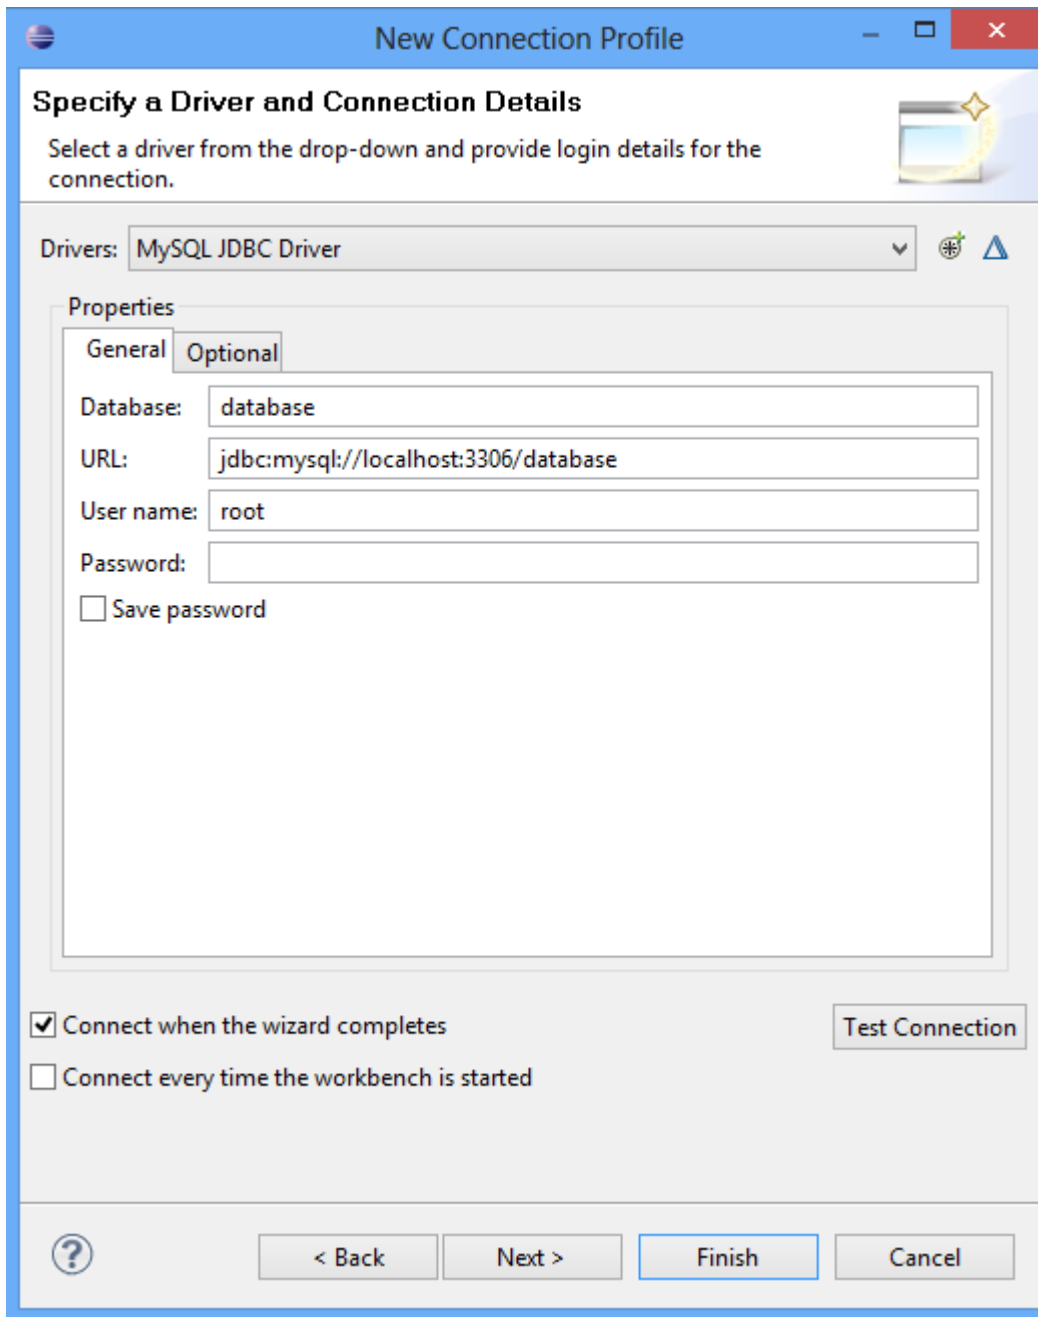 New Connection Profile
Specify a Driver and Connection Details
Select a driver from the drop-down and provide login details for the
connection.
Drivers: MySQL JDBC Driver
Properties
General Optional
Database: database
URL: jdbc:mysql://localhost:3306/database
User name: root
Password:
Save password
Connect when the wizard completes Test Connection
Connect every time the workbench is started
? < Back Next > Finish Cancel